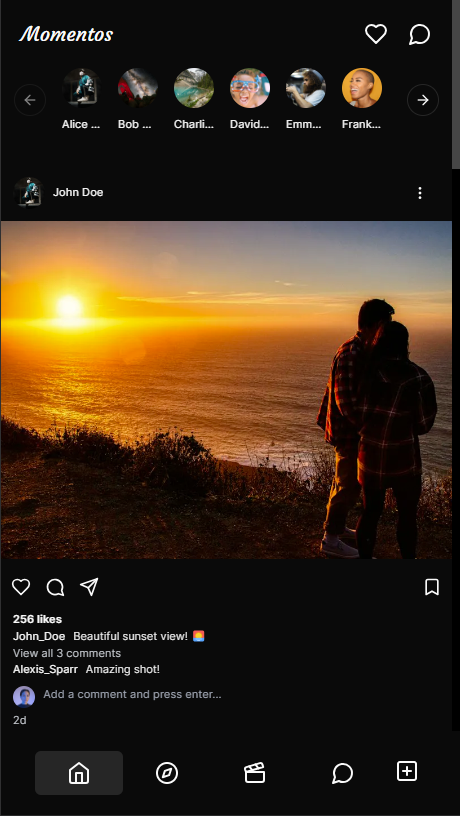 Momentos
Alice ... Bob ... Charli... David... Emm... Frank...
John Doe
256 likes
John_Doe Beautiful sunset view! 🌅
View all 3 comments
Alexis_Sparr Amazing shot!
Add a comment and press enter...
2d